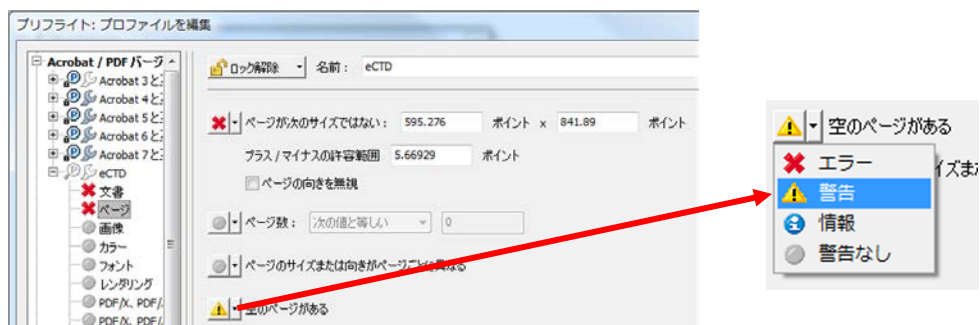 プリフライト: プロファイルを編集
Acrobat / PDF バージ
Acrobat 3 と
Acrobat 4 と
Acrobat 5 と
Acrobat 6 と
Acrobat 7 と
eCTD
文書
ページ
画像
カラー
フォント
レンダリング
PDF/X、PDF/
PDF/X、PDF/
ロック解除 名前: eCTD
ページが次のサイズではない: 595.276 ポイント x 841.89 ポイント
プラス / マイナスの許容範囲 5.66929 ポイント
ページの向きを無視
ページ数: 次の値と等しい 0
ページのサイズまたは向きがページごとに異なる
空のページがある
空のページがある
エラー イズま
警告
情報
警告なし